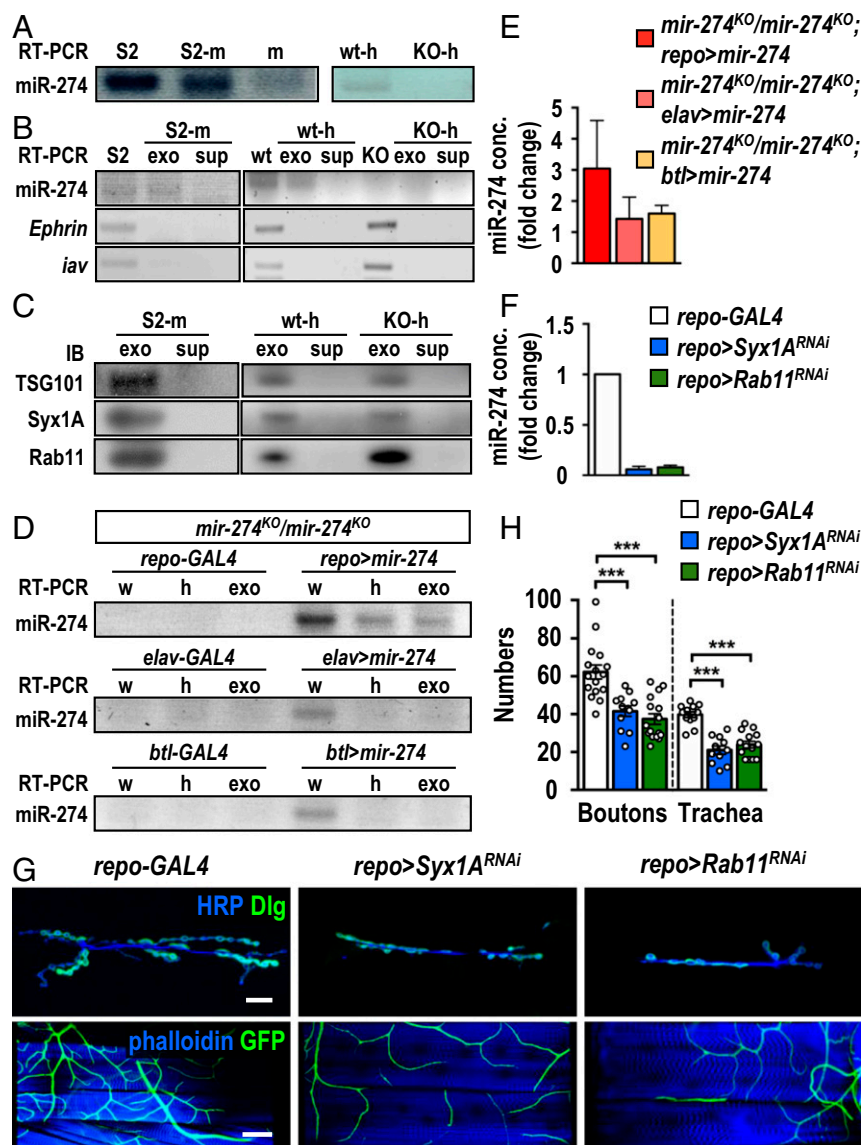 A
RT-PCR S2 S2-m m wt-h KO-h
miR-274
B
S2-m wt-h KO-h
RT-PCR S2 exo sup wt exo sup KO exo sup
miR-274
Ephrin
iav
C
S2-m wt-h KO-h
IB exo sup exo sup exo sup
TSG101
Syx1A
Rab11
D
mir-274KO/mir-274KO
repo-GAL4 repo>mir-274
RT-PCR w h exo w h exo
miR-274
elav-GAL4 elav>mir-274
RT-PCR w h exo w h exo
miR-274
btl-GAL4 btl>mir-274
RT-PCR w h exo w h exo
miR-274
E
mir-274KO/mir-274KO;
repo>mir-274
mir-274KO/mir-274KO;
elav>mir-274
mir-274KO/mir-274KO;
btl>mir-274
miR-274 conc.
(fold change)
5
4
3
2
1
0
F
repo-GAL4
repo>Syx1ARNAi
repo>Rab11RNAi
miR-274 conc.
(fold change)
1.5
1
0.5
0
H
repo-GAL4
repo>Syx1ARNAi
repo>Rab11RNAi
*** ***
*** ***
Numbers
100
80
60
40
20
0
Boutons Trachea
G
repo-GAL4 repo>Syx1ARNAi repo>Rab11RNAi
HRP Dlg
phalloidin GFP